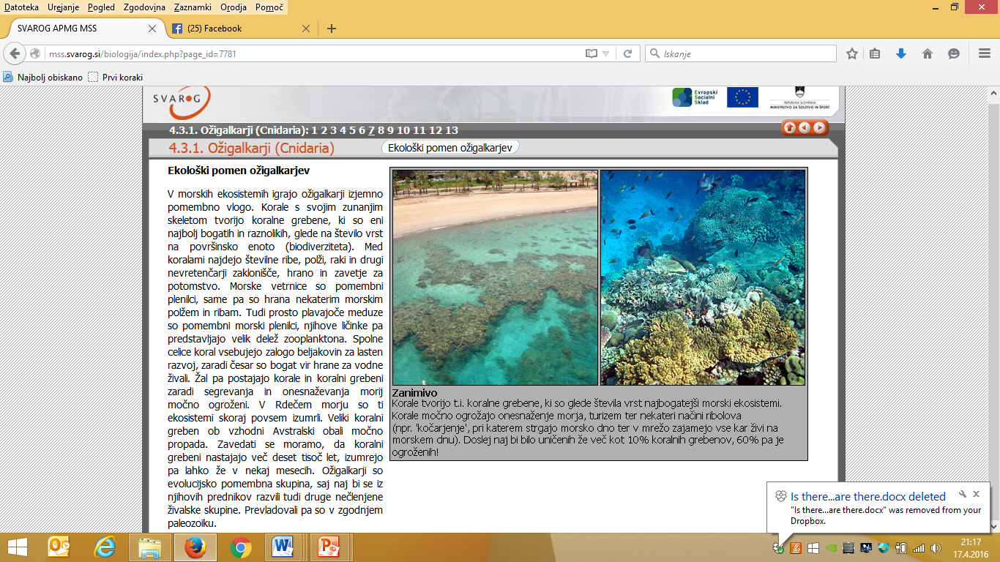 Datoteka Urejanje Pogled Zgodovina Zaznamki Orodja Pomoč
SVAROG APMG MSS
(25) Facebook
mss.svarog.si/biologija/index.php?page_id=7781
Iskanje
Najbolj obiskano
Prvi koraki
SVAROG
Evropski
Socialni
Sklad
REPUBLIKA SLOVENIJA
MINISTRSTVO ZA ŠOLSTVO IN ŠPORT
4.3.1. Ožigalkarji (Cnidaria): 1 2 3 4 5 6 7 8 9 10 11 12 13
4.3.1. Ožigalkarji (Cnidaria)
Ekološki pomen ožigalkarjev
Ekološki pomen ožigalkarjev
V morskih ekosistemih igrajo ožigalkarji izjemno
pomembno vlogo. Korale s svojim zunanjim
skeletom tvorijo koralne grebene, ki so eni
najbolj bogatih in raznolikih, glede na število vrst
na površinsko enoto (biodiverziteta). Med
koralami najdejo številne ribe, polži, raki in drugi
nevretenčarji zaklonišče, hrano in zavetje za
potomstvo. Morske vetrnice so pomembni
plenilci, same pa so hrana nekaterim morskim
polžem in ribam. Tudi prosto plavajoče meduze
so pomembni morski plenilci, njihove ličinke pa
predstavljajo velik delež zooplanktona. Spolne
celice koral vsebujejo zalogo beljakovin za lasten
razvoj, zaradi česar so bogat vir hrane za vodne
živali. Žal pa postajajo korale in koralni grebeni
zaradi segrevanja in onesnaževanja morij
močno ogroženi. V Rdečem morju so ti
ekosistemi skoraj povsem izumrli. Veliki koralni
greben ob vzhodni Avstralski obali močno
propada. Zavedati se moramo, da koralni
grebeni nastajajo več deset tisoč let, izumrejo
pa lahko že v nekaj mesecih. Ožigalkarji so
evolucijsko pomembna skupina, saj naj bi se iz
njihovih prednikov razvili tudi druge nečlenjene
živalske skupine. Prevladovali pa so v zgodnjem
paleozoiku.
Zanimivo
Korale tvorijo t.i. koralne grebene, ki so glede števila vrst najbogatejši morski ekosistemi.
Korale močno ogrožajo onesnaženje morja, turizem ter nekateri načini ribolova
(npr. 'kočarjenje', pri katerem strgajo morsko dno ter v mrežo zajamejo vse kar živi na
morskem dnu). Doslej naj bi bilo uničenih že več kot 10% koralnih grebenov, 60% pa je
ogroženih!
Is there...are there.docx deleted
"Is there...are there.docx" was removed from your
Dropbox.
21:17
17.4.2016